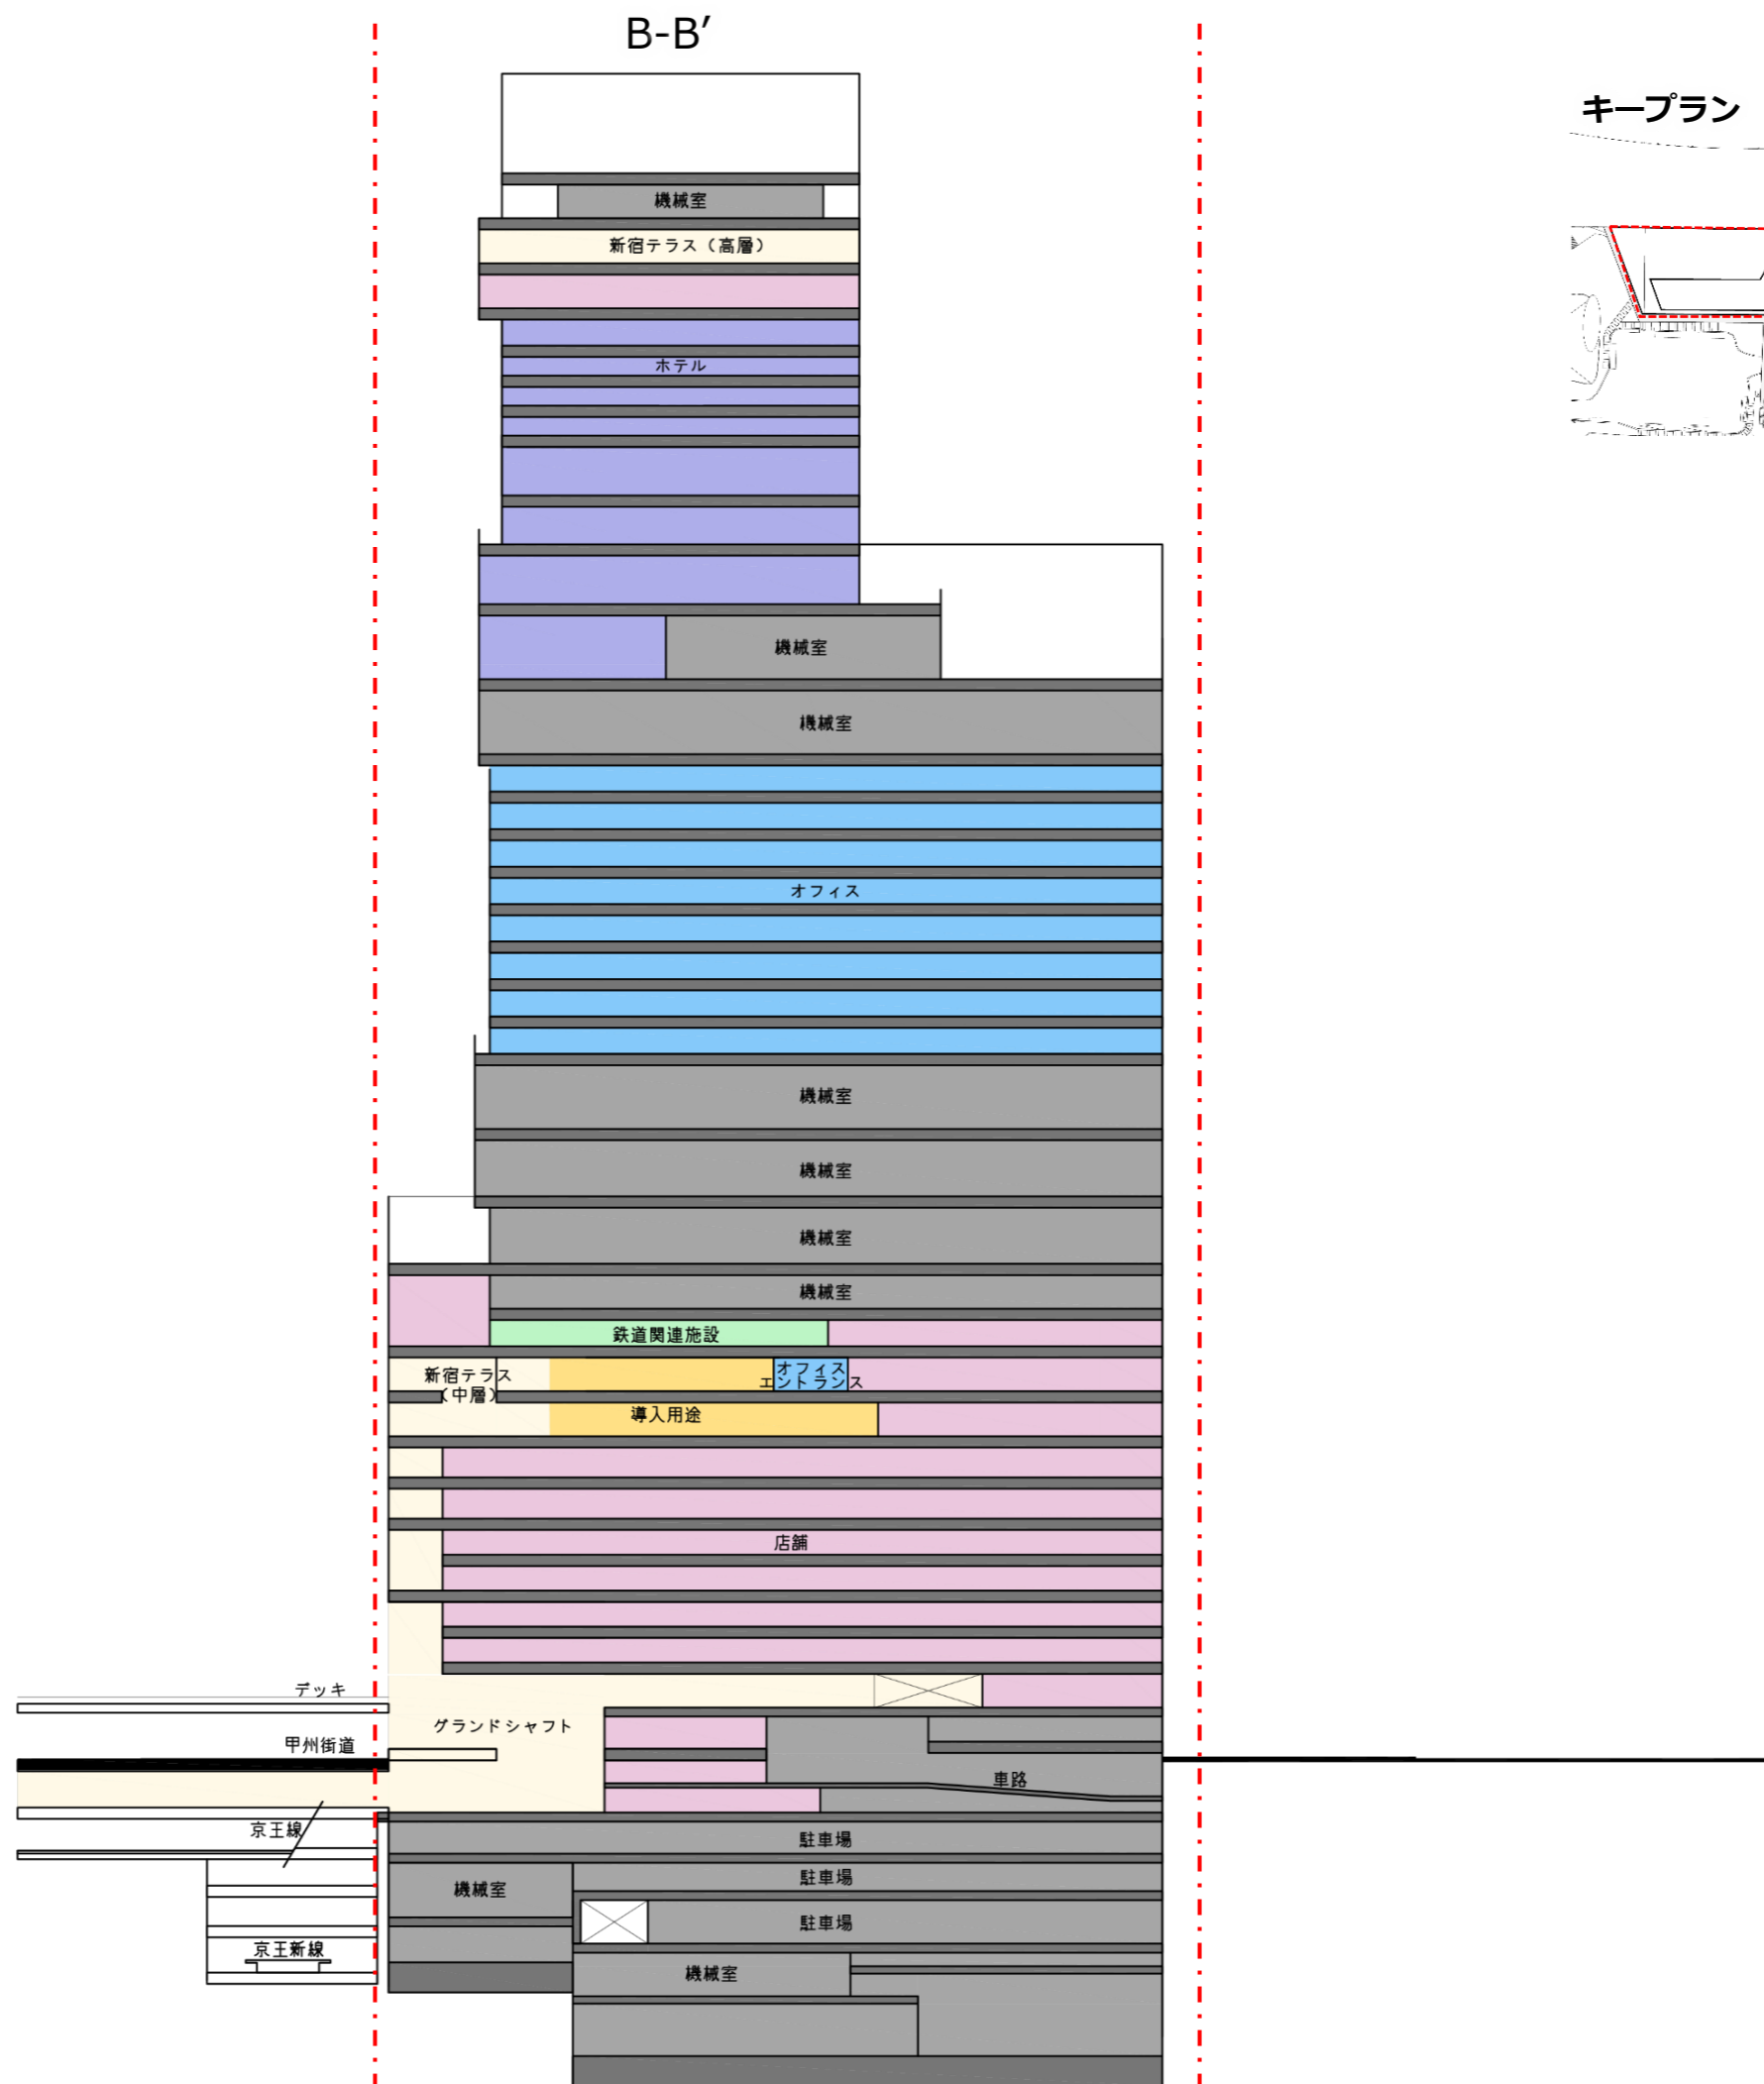 B-B′
キープラン
機械室
新宿テラス（高層）
ホテル
機械室
機械室
オフィス
機械室
機械室
機械室
機械室
鉄道関連施設
新宿テラス
（中層）
オフィス
エントランス
導入用途
店舗
デッキ
グランドシャフト
甲州街道
車路
京王線
駐車場
駐車場
機械室
駐車場
京王新線
機械室